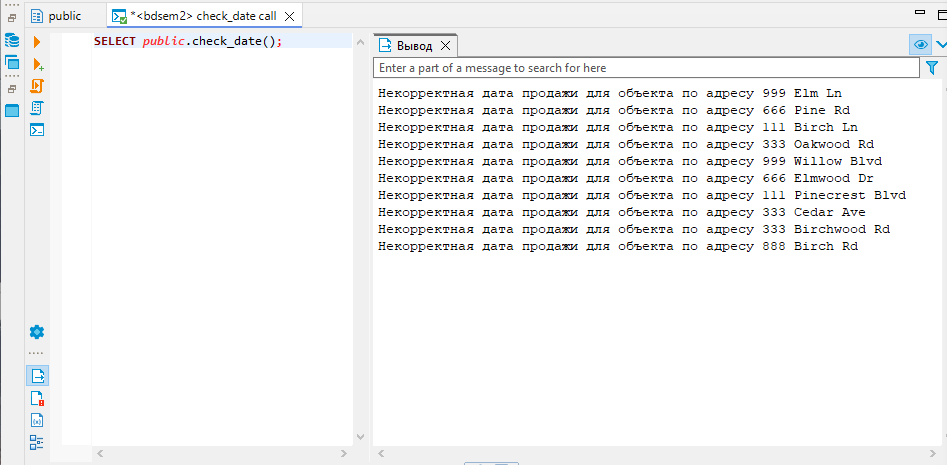 public
*<bdsem2> check_date call
SELECT public.check_date();
Вывод
Enter a part of a message to search for here
Некорректная дата продажи для объекта по адресу 999 Elm Ln
Некорректная дата продажи для объекта по адресу 666 Pine Rd
Некорректная дата продажи для объекта по адресу 111 Birch Ln
Некорректная дата продажи для объекта по адресу 333 Oakwood Rd
Некорректная дата продажи для объекта по адресу 999 Willow Blvd
Некорректная дата продажи для объекта по адресу 666 Elmwood Dr
Некорректная дата продажи для объекта по адресу 111 Pinecrest Blvd
Некорректная дата продажи для объекта по адресу 333 Cedar Ave
Некорректная дата продажи для объекта по адресу 333 Birchwood Rd
Некорректная дата продажи для объекта по адресу 888 Birch Rd